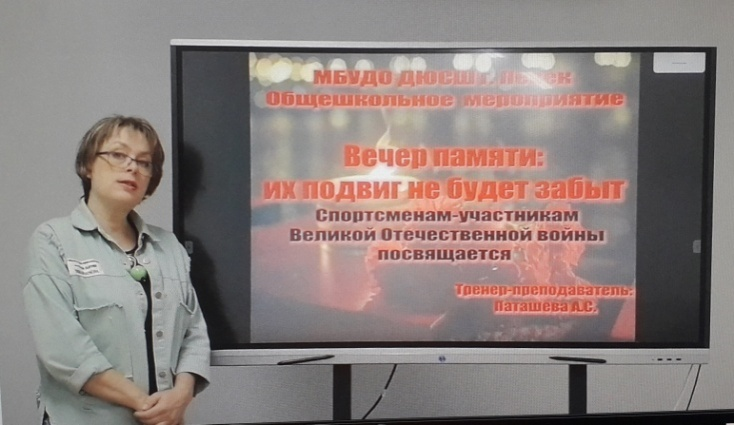 МБУДО ДЮСШ г. Певек
Общешкольное мероприятие
Вечер памяти:
их подвиг не будет забыт
Спортсменам-участникам
Великой Отечественной войны
посвящается
Тренер-преподаватель:
Паташева А.С.